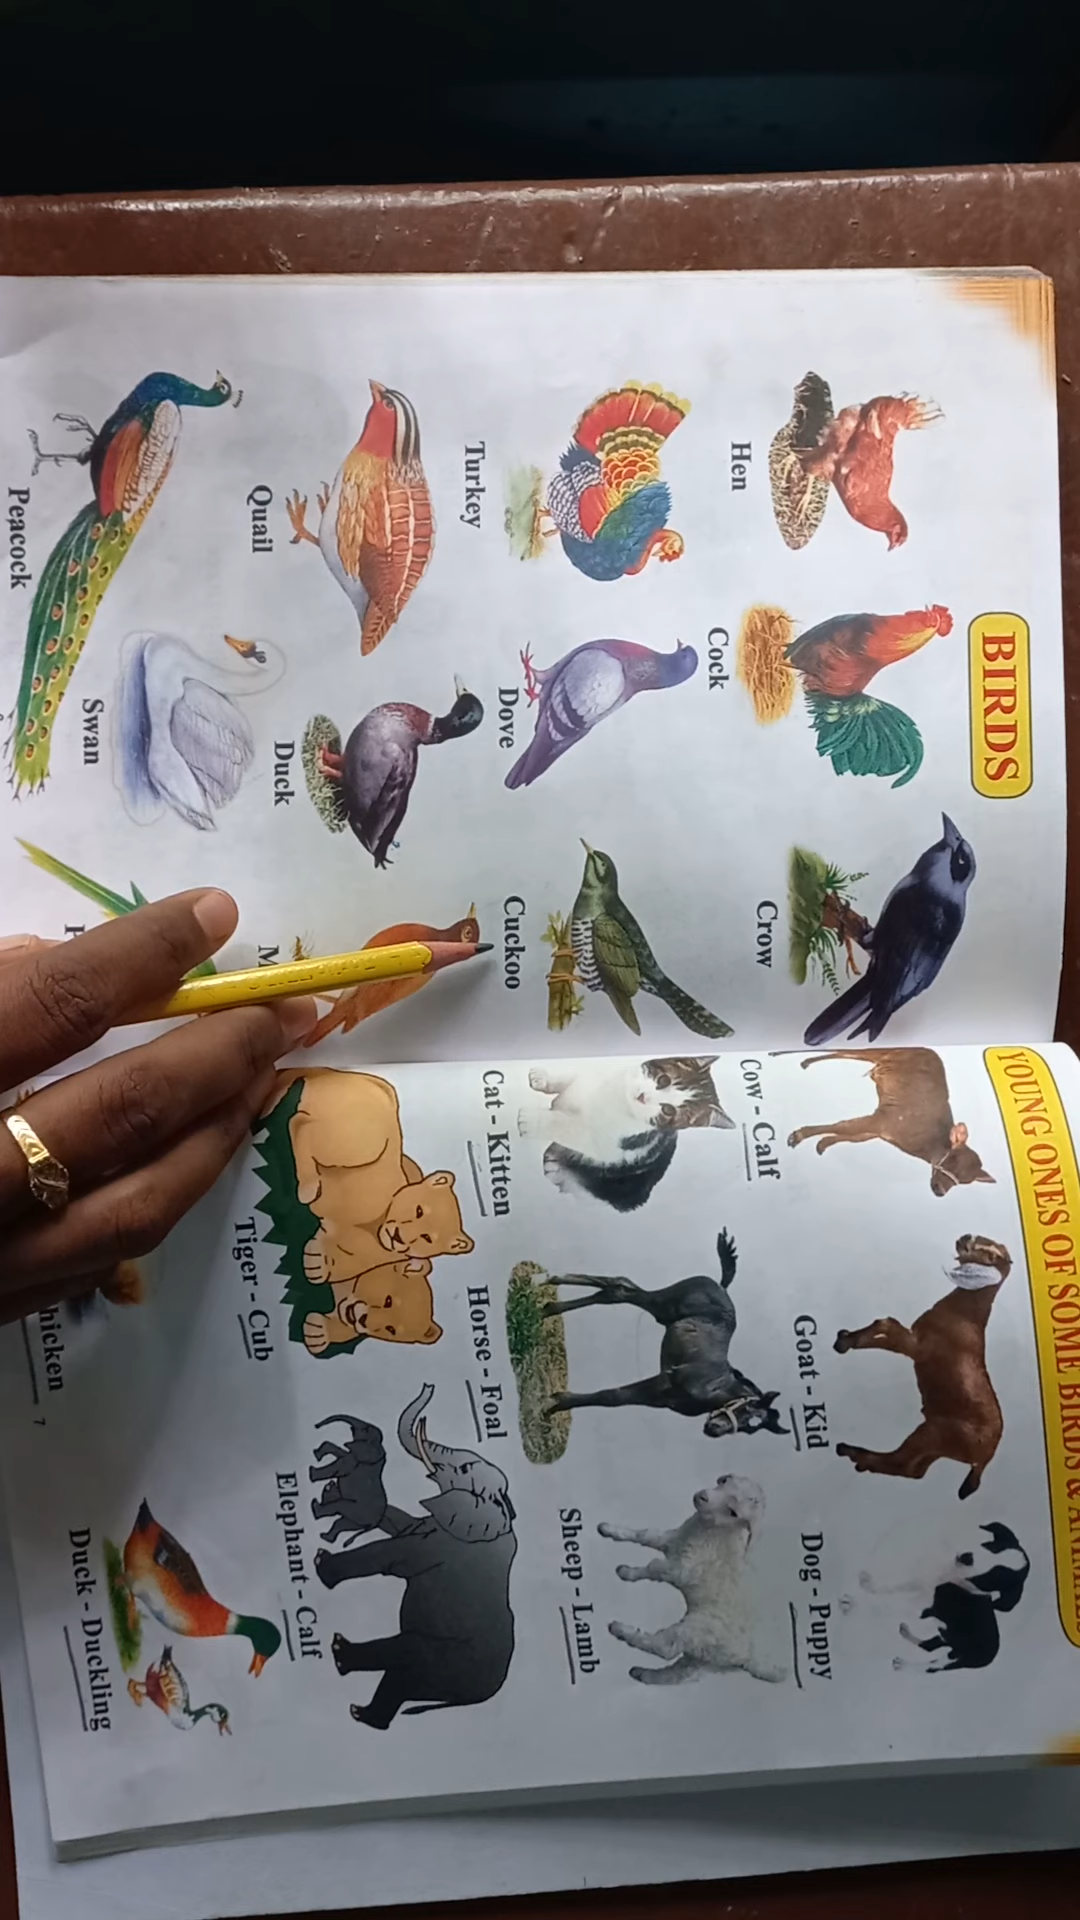 BIRDS
Hen
Cock
Crow
Turkey
Dove
Cuckoo
Quail
Duck
Peacock
Swan
YOUNG ONES OF SOME BIRDS &
Cow - Calf
Goat - Kid
Dog - Puppy
Cat - Kitten
Horse - Foal
Sheep - Lamb
Tiger - Cub
Elephant - Calf
Duck - Duckling
7